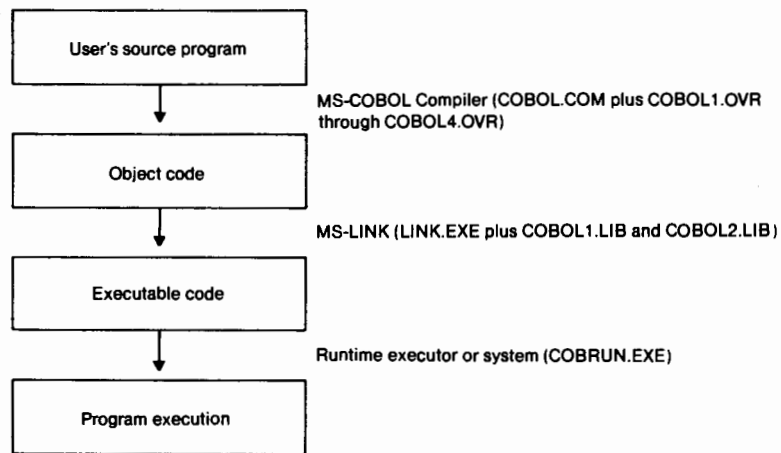 User's source program
MS-COBOL Compiler (COBOL.COM plus COBOL1.OVR
through COBOL4.OVR)
Object code
MS-LINK (LINK.EXE plus COBOL1.LIB and COBOL2.LIB)
Executable code
Runtime executor or system (COBRUN.EXE)
Program execution